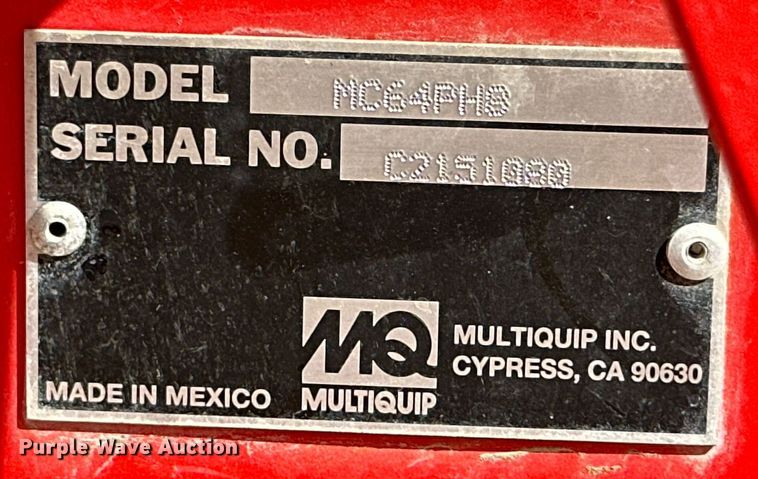 MODEL MC64PH8
SERIAL NO. C2151080
MQ
MULTIQUIP
MULTIQUIP INC.
CYPRESS, CA 90630
MADE IN MEXICO
Purple Wave Auction